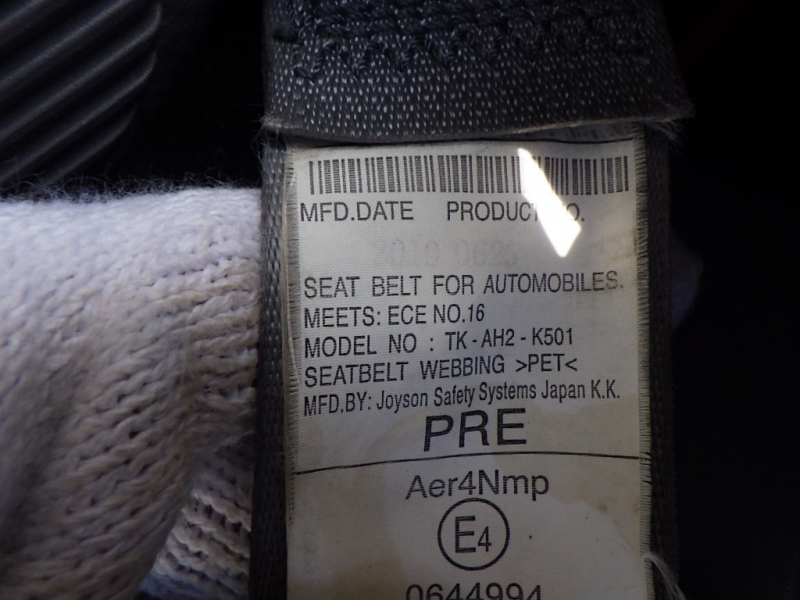 MFD.DATE PRODUCT NO.
SEAT BELT FOR AUTOMOBILES.
MEETS: ECE NO.16
MODEL NO : TK - AH2 - K501
SEATBELT WEBBING >PET<
MFD.BY: Joyson Safety Systems Japan K.K.
PRE
Aer4Nmp
E4
0644994